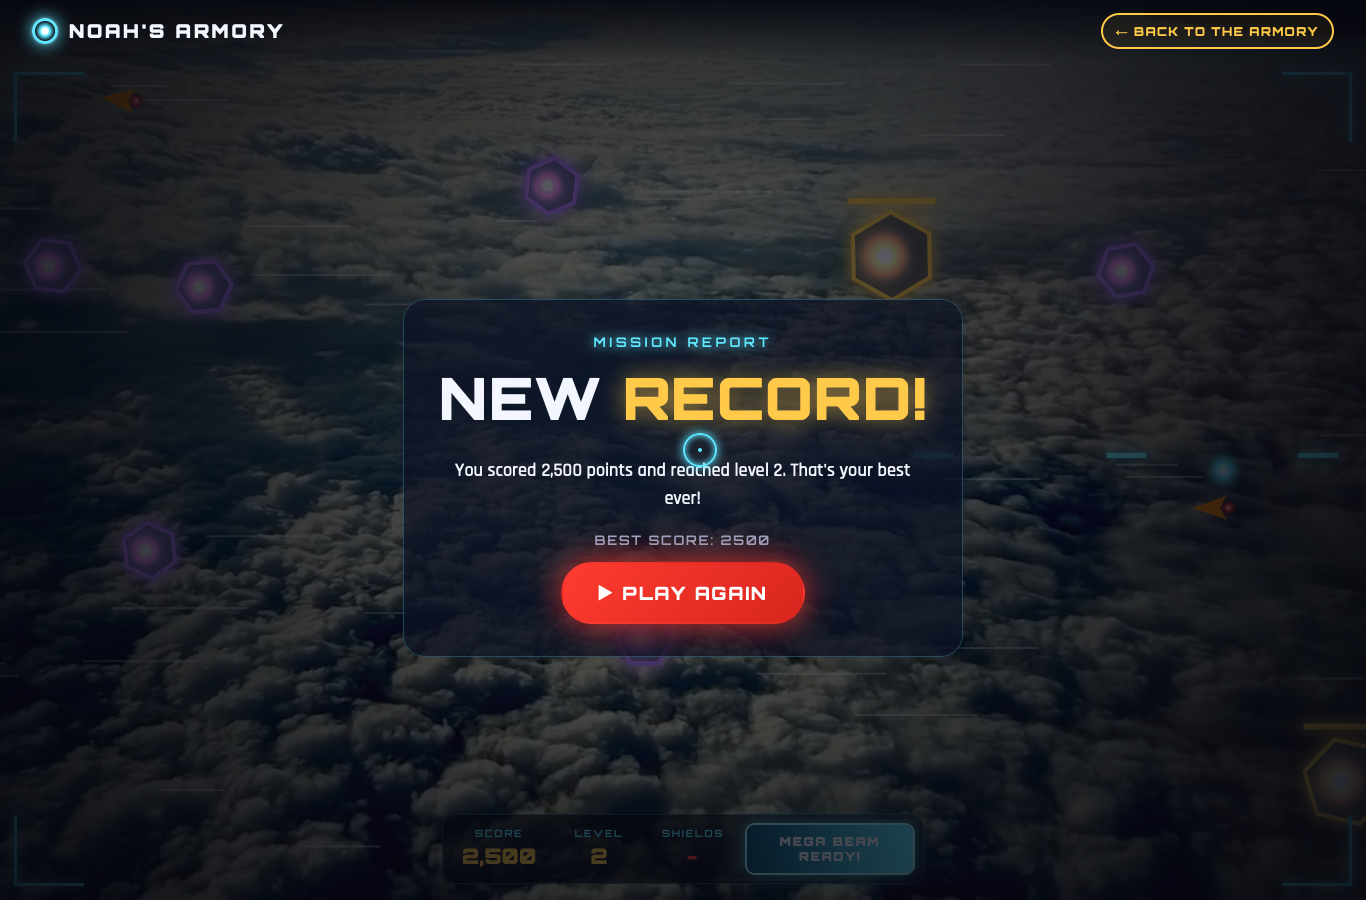 NOAH'S ARMORY
← BACK TO THE ARMORY
MISSION REPORT
NEW RECORD!
You scored 2,500 points and reached level 2. That's your best
ever!
BEST SCORE: 2500
▶ PLAY AGAIN
SCORE
2,500
LEVEL
2
SHIELDS
-
MEGA BEAM
READY!